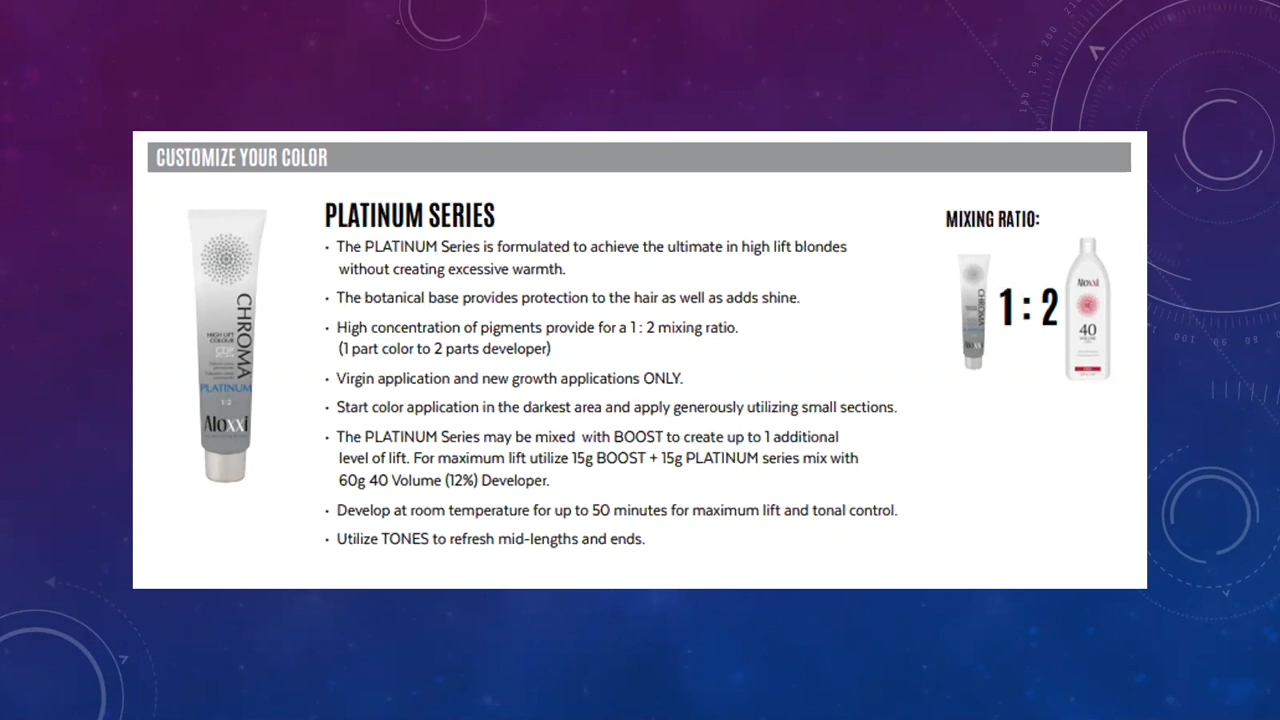 CUSTOMIZE YOUR COLOR
PLATINUM SERIES
• The PLATINUM Series is formulated to achieve the ultimate in high lift blondes
without creating excessive warmth.
• The botanical base provides protection to the hair as well as adds shine.
• High concentration of pigments provide for a 1 : 2 mixing ratio.
(1 part color to 2 parts developer)
• Virgin application and new growth applications ONLY.
• Start color application in the darkest area and apply generously utilizing small sections.
• The PLATINUM Series may be mixed with BOOST to create up to 1 additional
level of lift. For maximum lift utilize 15g BOOST + 15g PLATINUM series mix with
60g 40 Volume (12%) Developer.
• Develop at room temperature for up to 50 minutes for maximum lift and tonal control.
• Utilize TONES to refresh mid-lengths and ends.
MIXING RATIO:
1 : 2
CHROMA
HIGH LIFT
COLOUR
PLATINUM
1:2
Aloxxi
CHROMA
Aloxxi
40
VOLUME
180 190 200